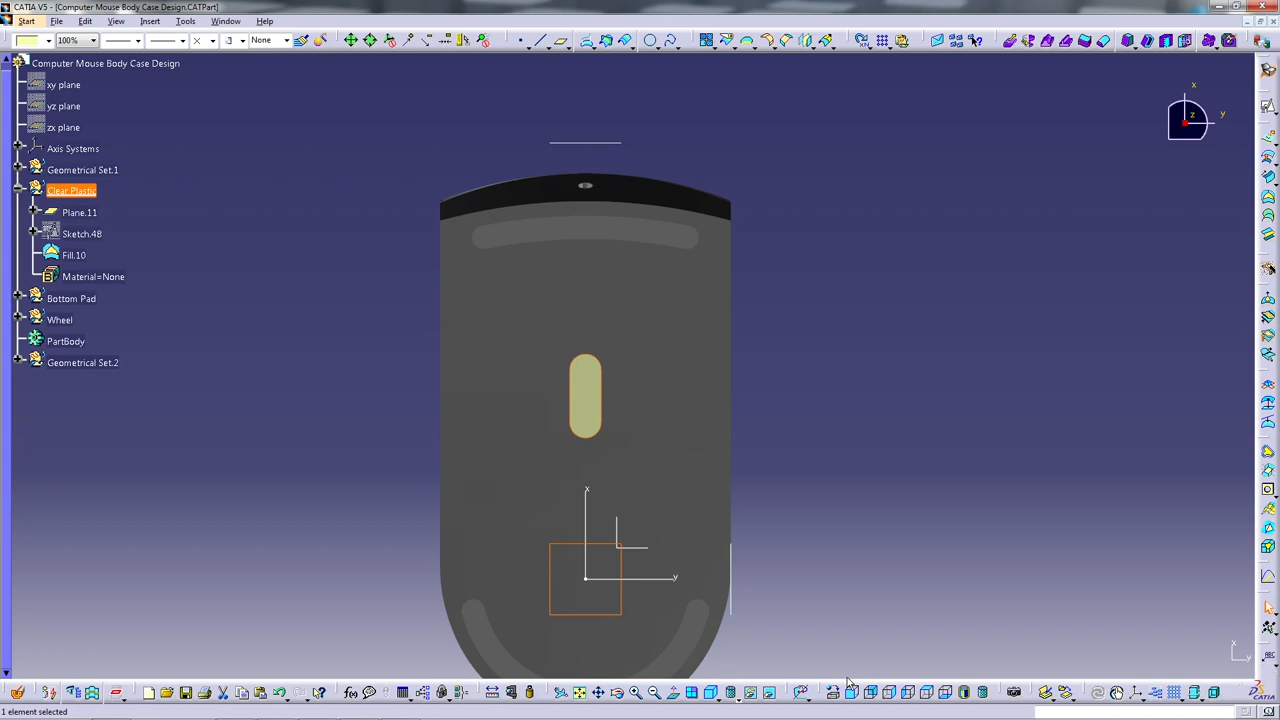 CATIA V5 - [Computer Mouse Body Case Design.CATPart]
Start File Edit View Insert Tools Window Help
100% None
Computer Mouse Body Case Design
xy plane
yz plane
zx plane
Axis Systems
Geometrical Set.1
Clear Plastic
Plane.11
Sketch.48
Fill.10
Material=None
Bottom Pad
Wheel
PartBody
Geometrical Set.2
x
y
z
x
y
x
y
f(x)
ABC
CATIA
1 element selected